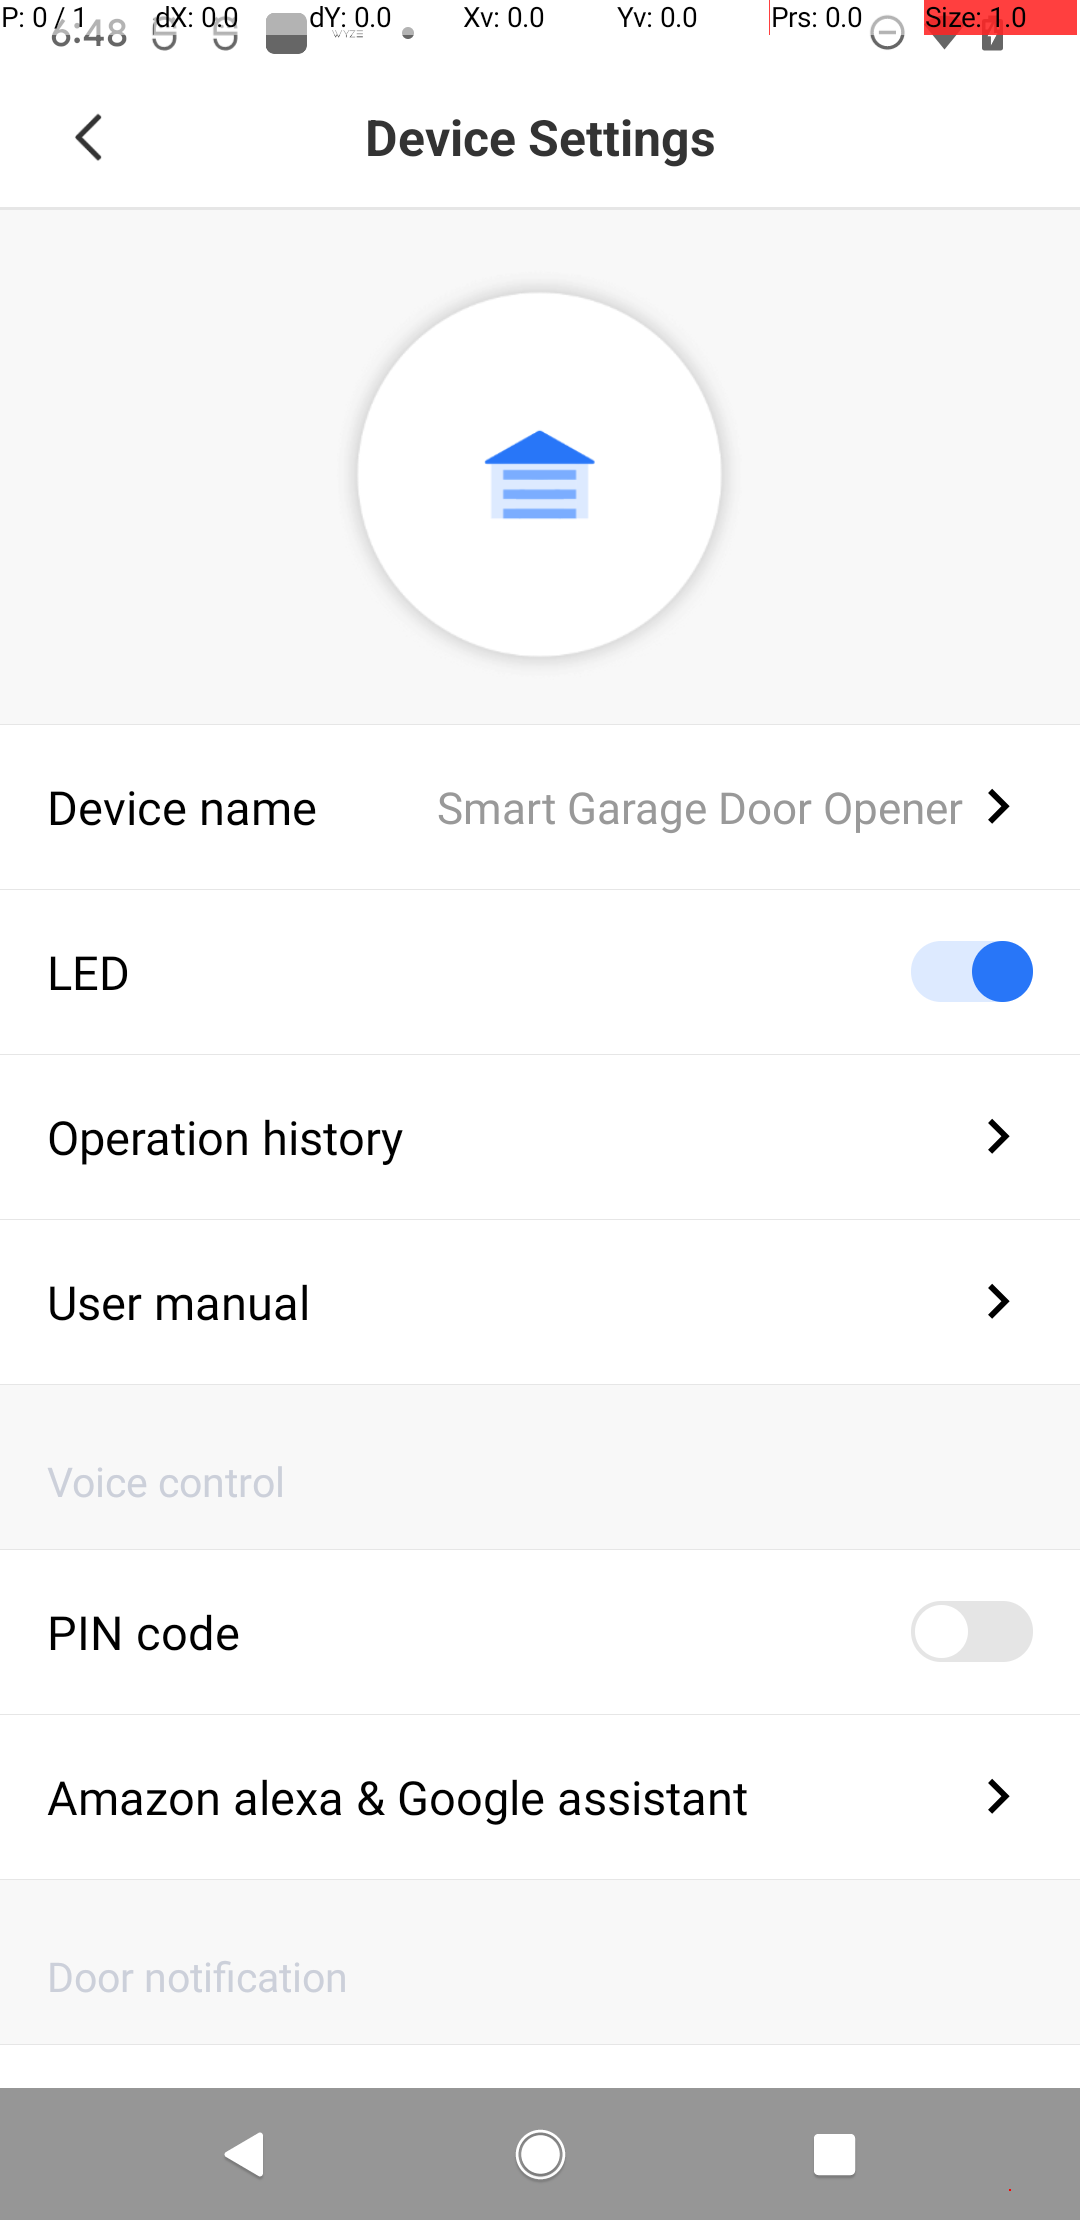 P: 0 / 1 dX: 0.0 dY: 0.0 Xv: 0.0 Yv: 0.0 Prs: 0.0 Size: 1.0
6:48 WYZE
Device Settings
Device name Smart Garage Door Opener
LED
Operation history
User manual
Voice control
PIN code
Amazon alexa & Google assistant
Door notification